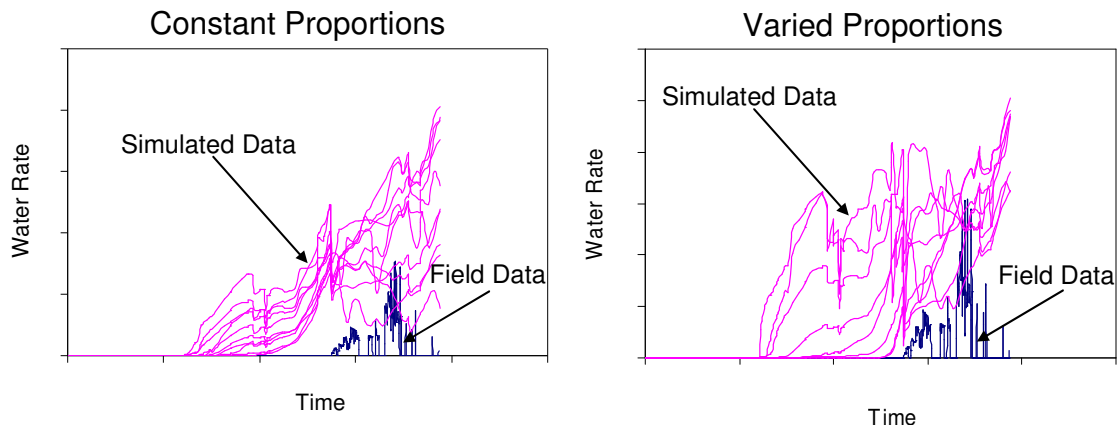 Constant Proportions
Simulated Data
Field Data
Water Rate
Time
Varied Proportions
Simulated Data
Field Data
Water Rate
Time